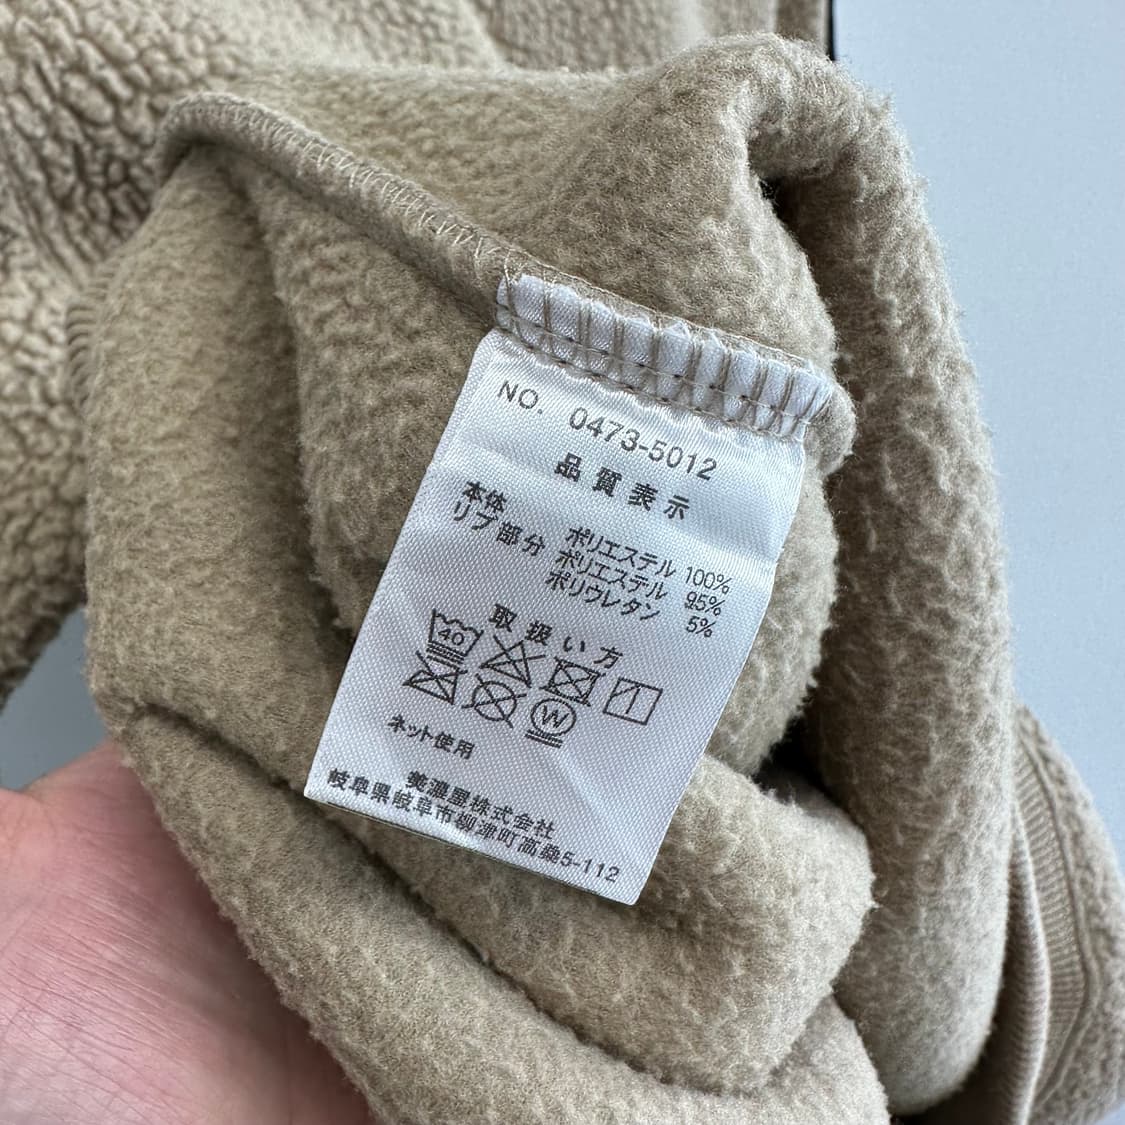 NO. 0473-5012
品質表示
本体 ポリエステル 100%
リブ部分 ポリエステル 95%
ポリウレタン 5%
取扱い方
40
W
ネット使用
美濃屋株式会社
岐阜県岐阜市柳津町高桑5-112